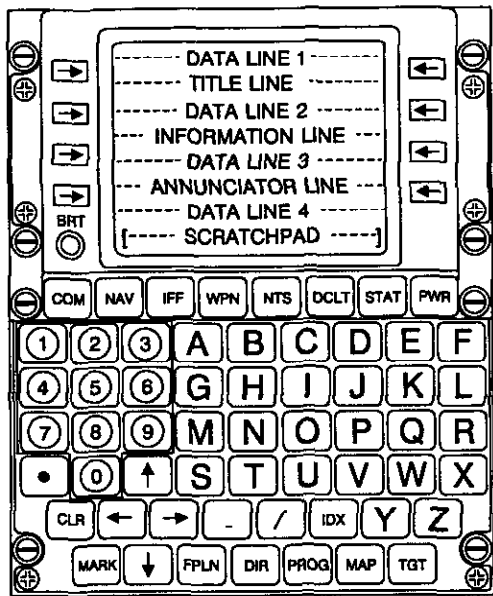 ------ DATA LINE 1 ------
------ TITLE LINE ------
------ DATA LINE 2 ------
--- INFORMATION LINE ---
------ DATA LINE 3 ------
--- ANNUNCIATOR LINE ---
------ DATA LINE 4 ------
[----- SCRATCHPAD -----]
BRT
COM NAV IFF WPN NTS DCLT STAT PWR
1 2 3 A B C D E F
4 5 6 G H I J K L
7 8 9 M N O P Q R
• 0 ↑ S T U V W X
CLR ← → - / IDX Y Z
MARK ↓ FPLN DIR PROG MAP TGT